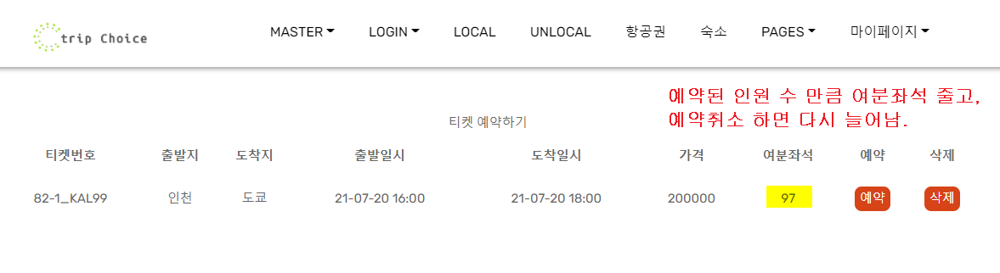 trip Choice MASTER LOGIN LOCAL UNLOCAL 항공권 숙소 PAGES 마이페이지
예약된 인원 수 만큼 여분좌석 줄고,
예약취소 하면 다시 늘어남.
티켓 예약하기
티켓번호 출발지 도착지 출발일시 도착일시 가격 여분좌석 예약 삭제
82-1_KAL99 인천 도쿄 21-07-20 16:00 21-07-20 18:00 200000 97 예약 삭제